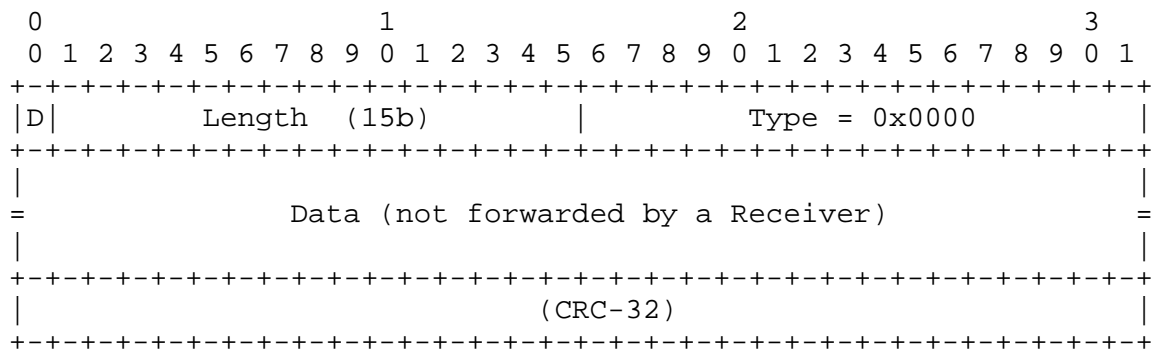 0                   1                   2                   3
 0 1 2 3 4 5 6 7 8 9 0 1 2 3 4 5 6 7 8 9 0 1 2 3 4 5 6 7 8 9 0 1
+-+-+-+-+-+-+-+-+-+-+-+-+-+-+-+-+-+-+-+-+-+-+-+-+-+-+-+-+-+-+-+-+
|D|        Length  (15b)        |         Type = 0x0000         |
+-+-+-+-+-+-+-+-+-+-+-+-+-+-+-+-+-+-+-+-+-+-+-+-+-+-+-+-+-+-+-+-+
|                                                               |
=               Data (not forwarded by a Receiver)              =
|                                                               |
+-+-+-+-+-+-+-+-+-+-+-+-+-+-+-+-+-+-+-+-+-+-+-+-+-+-+-+-+-+-+-+-+
|                             (CRC-32)                          |
+-+-+-+-+-+-+-+-+-+-+-+-+-+-+-+-+-+-+-+-+-+-+-+-+-+-+-+-+-+-+-+-+